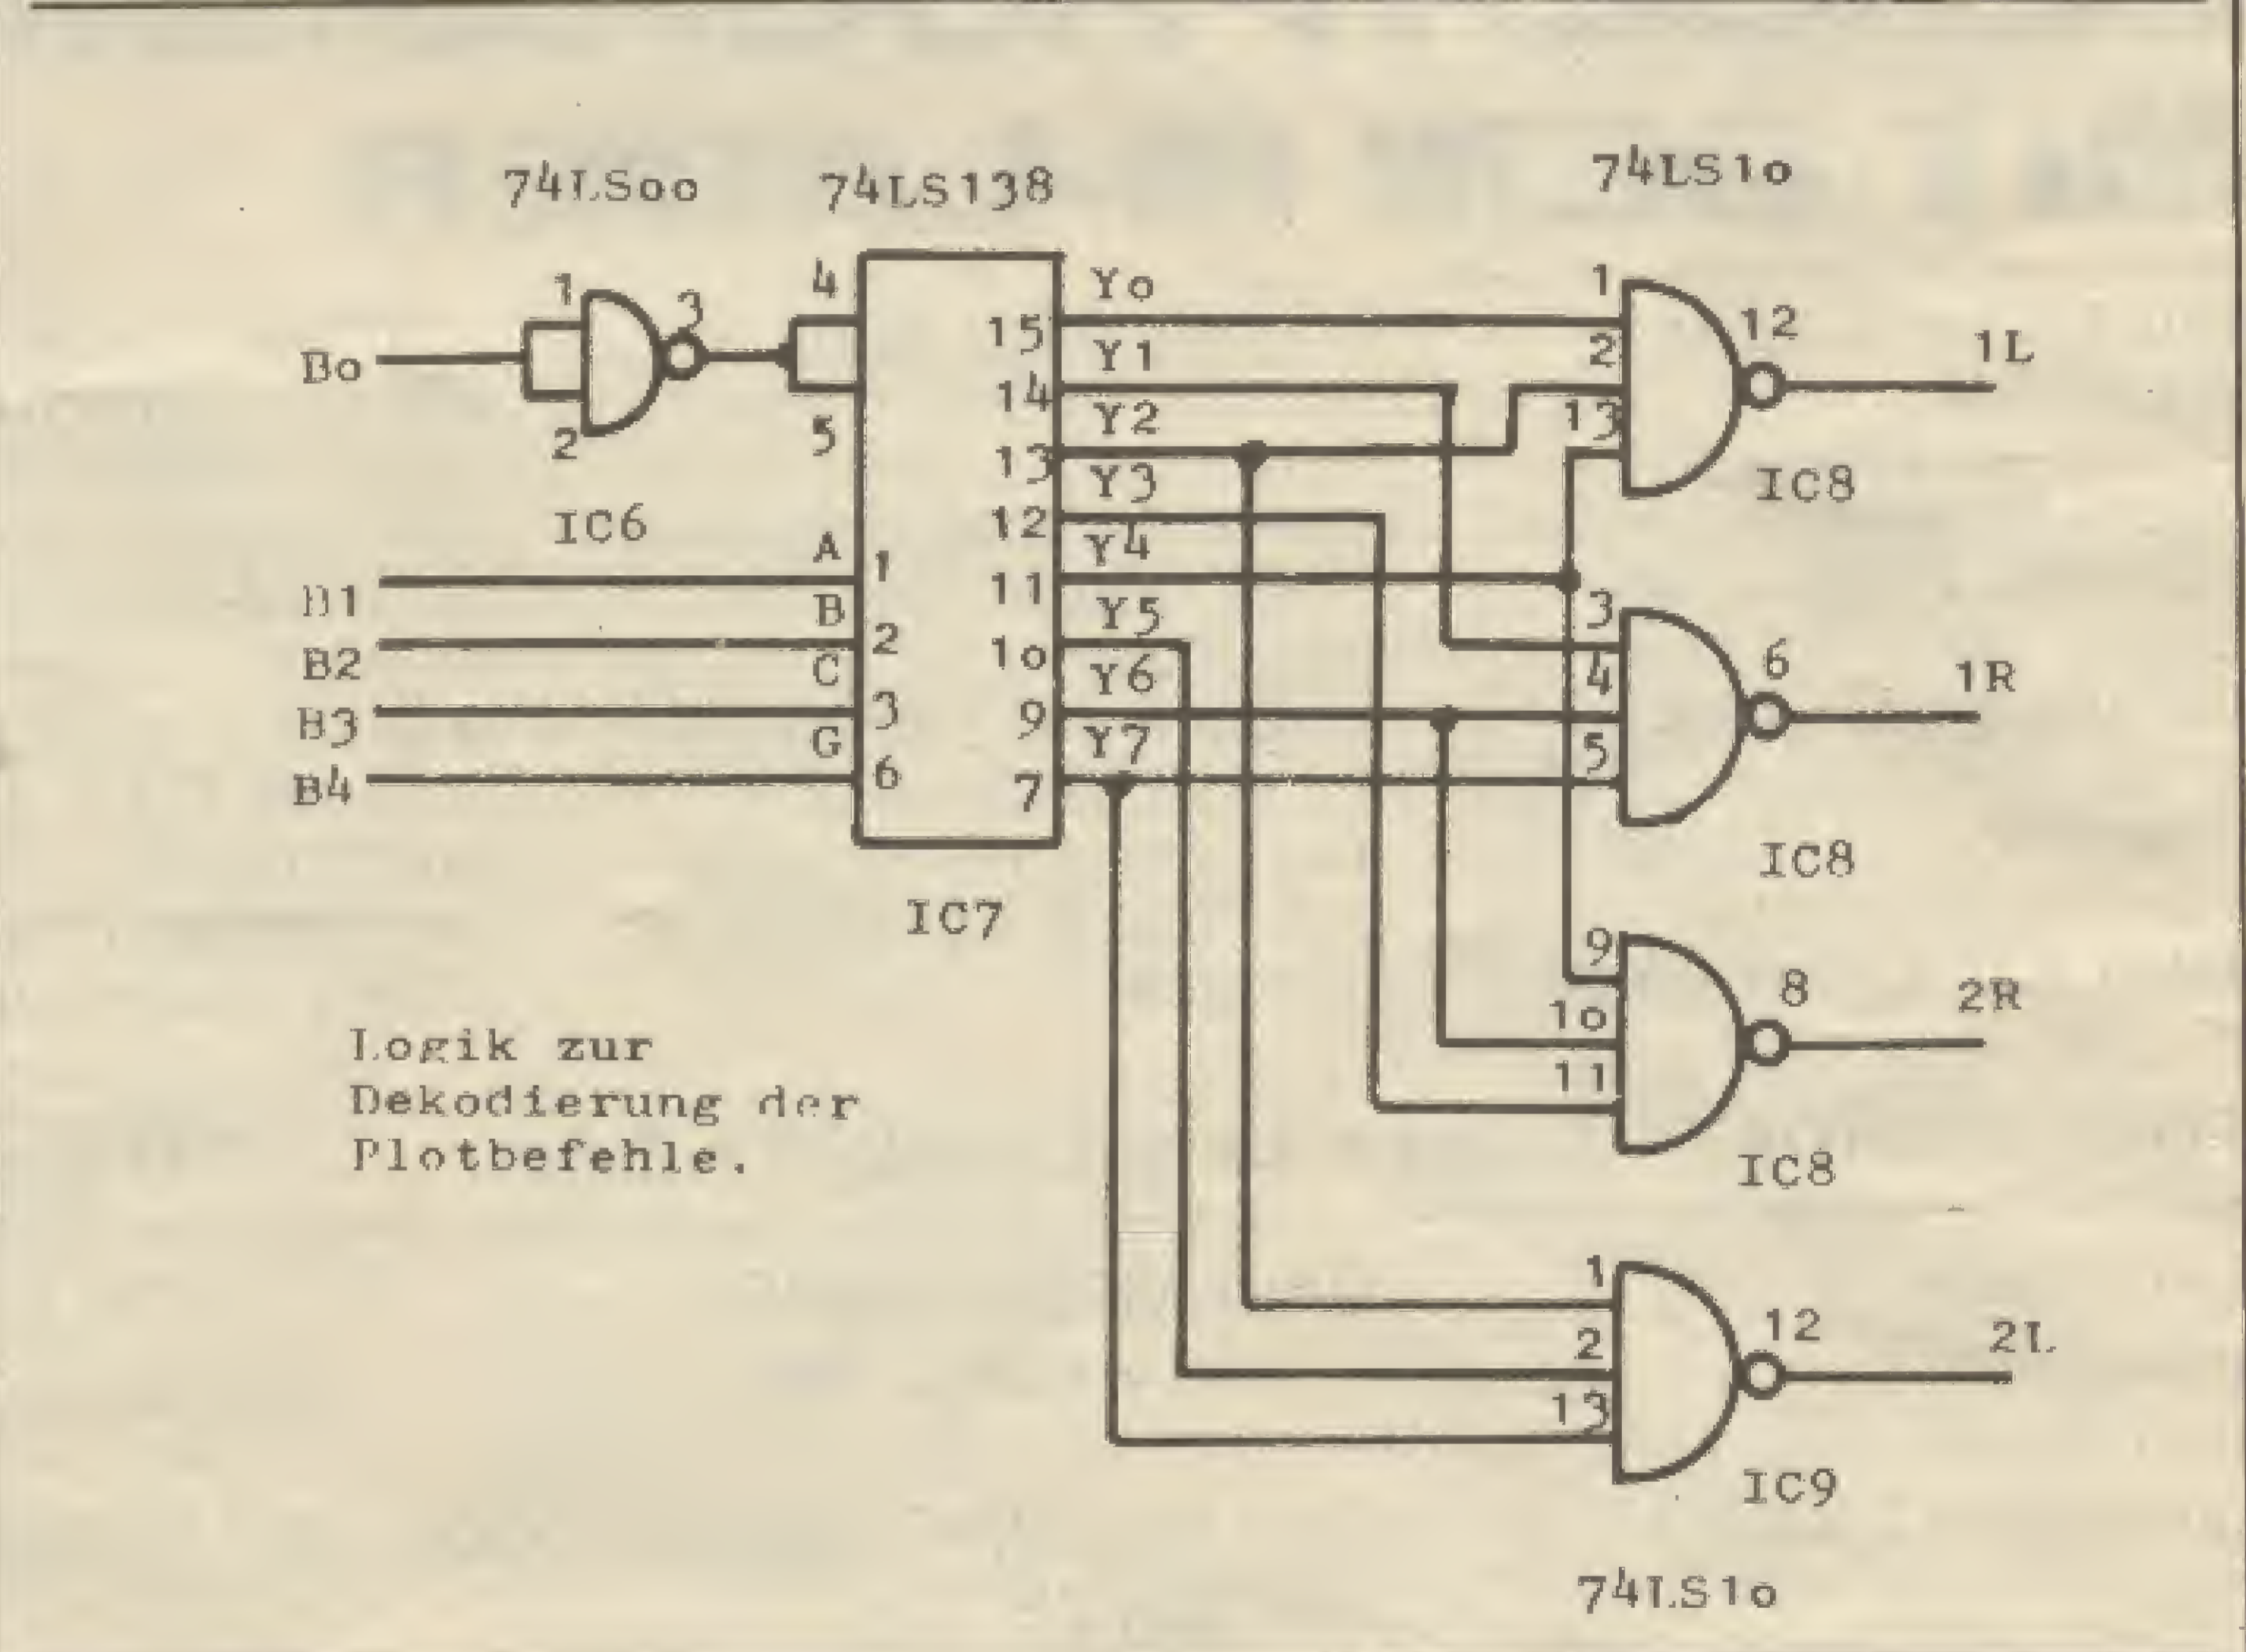 74LSoo 74LS138 74LS1o
Bo 1 2 3 4 5
IC6
B1 A 1
B2 B 2
B3 C 3
B4 G 6
15 Yo
14 Y1
13 Y2
12 Y3
11 Y4
1o Y5
9 Y6
7 Y7
IC7
1 2 13 12 1L
IC8
3 4 5 6 1R
IC8
9 1o 11 8 2R
IC8
1 2 13 12 2L
IC9
74LS1o
Logik zur
Dekodierung der
Plotbefehle.